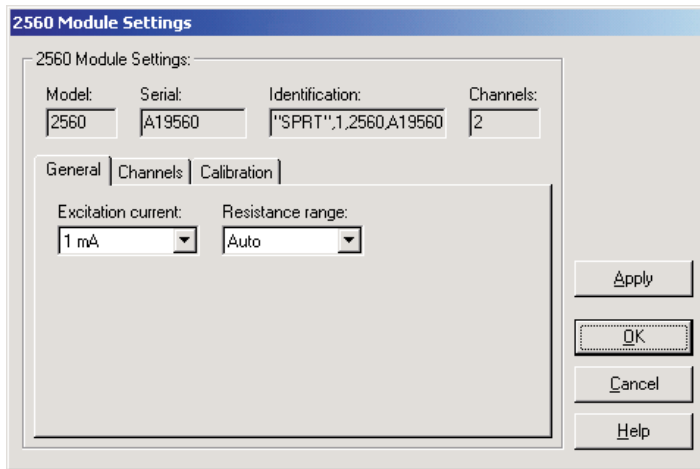 2560 Module Settings
2560 Module Settings:
Model: Serial: Identification: Channels:
2560 A19560 "SPRT",1,2560,A19560 2
General Channels Calibration
Excitation current: Resistance range:
1 mA Auto
Apply
OK
Cancel
Help